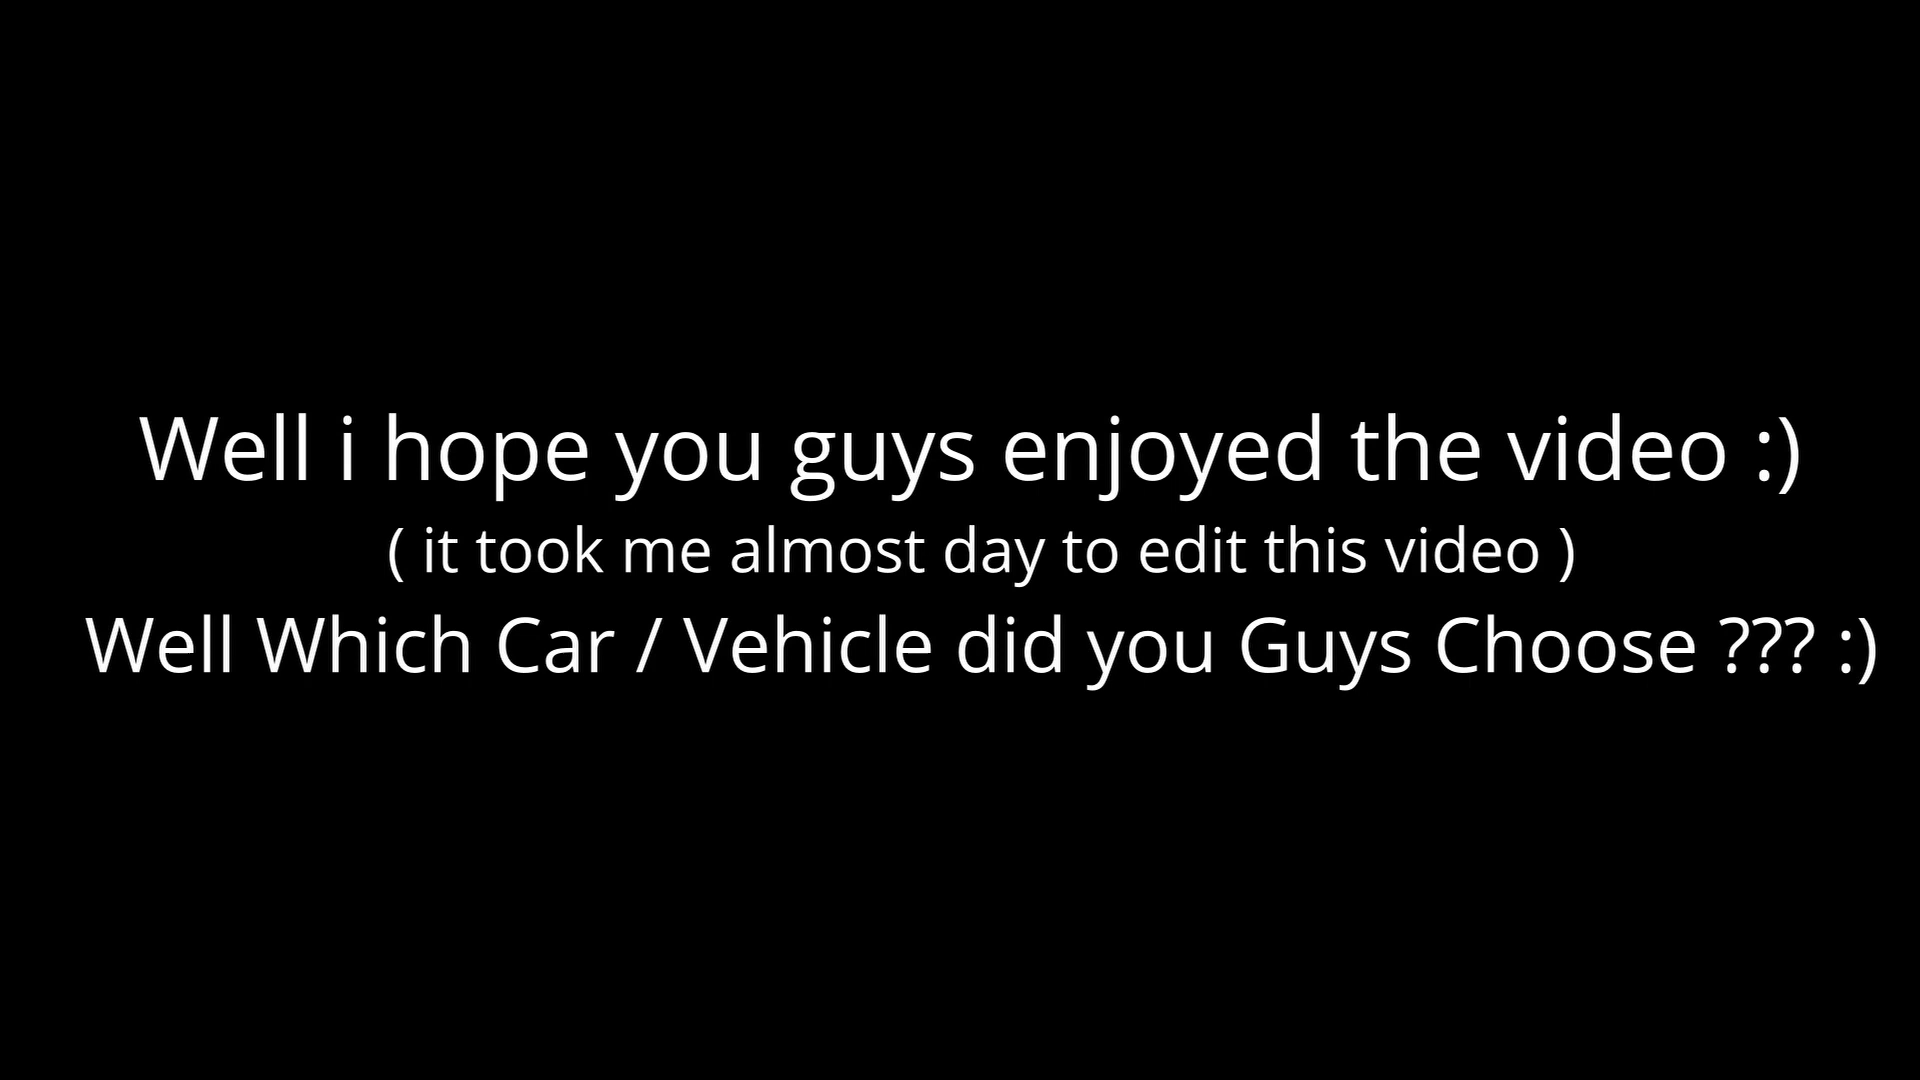 Well i hope you guys enjoyed the video :)
( it took me almost day to edit this video )
Well Which Car / Vehicle did you Guys Choose ??? :)